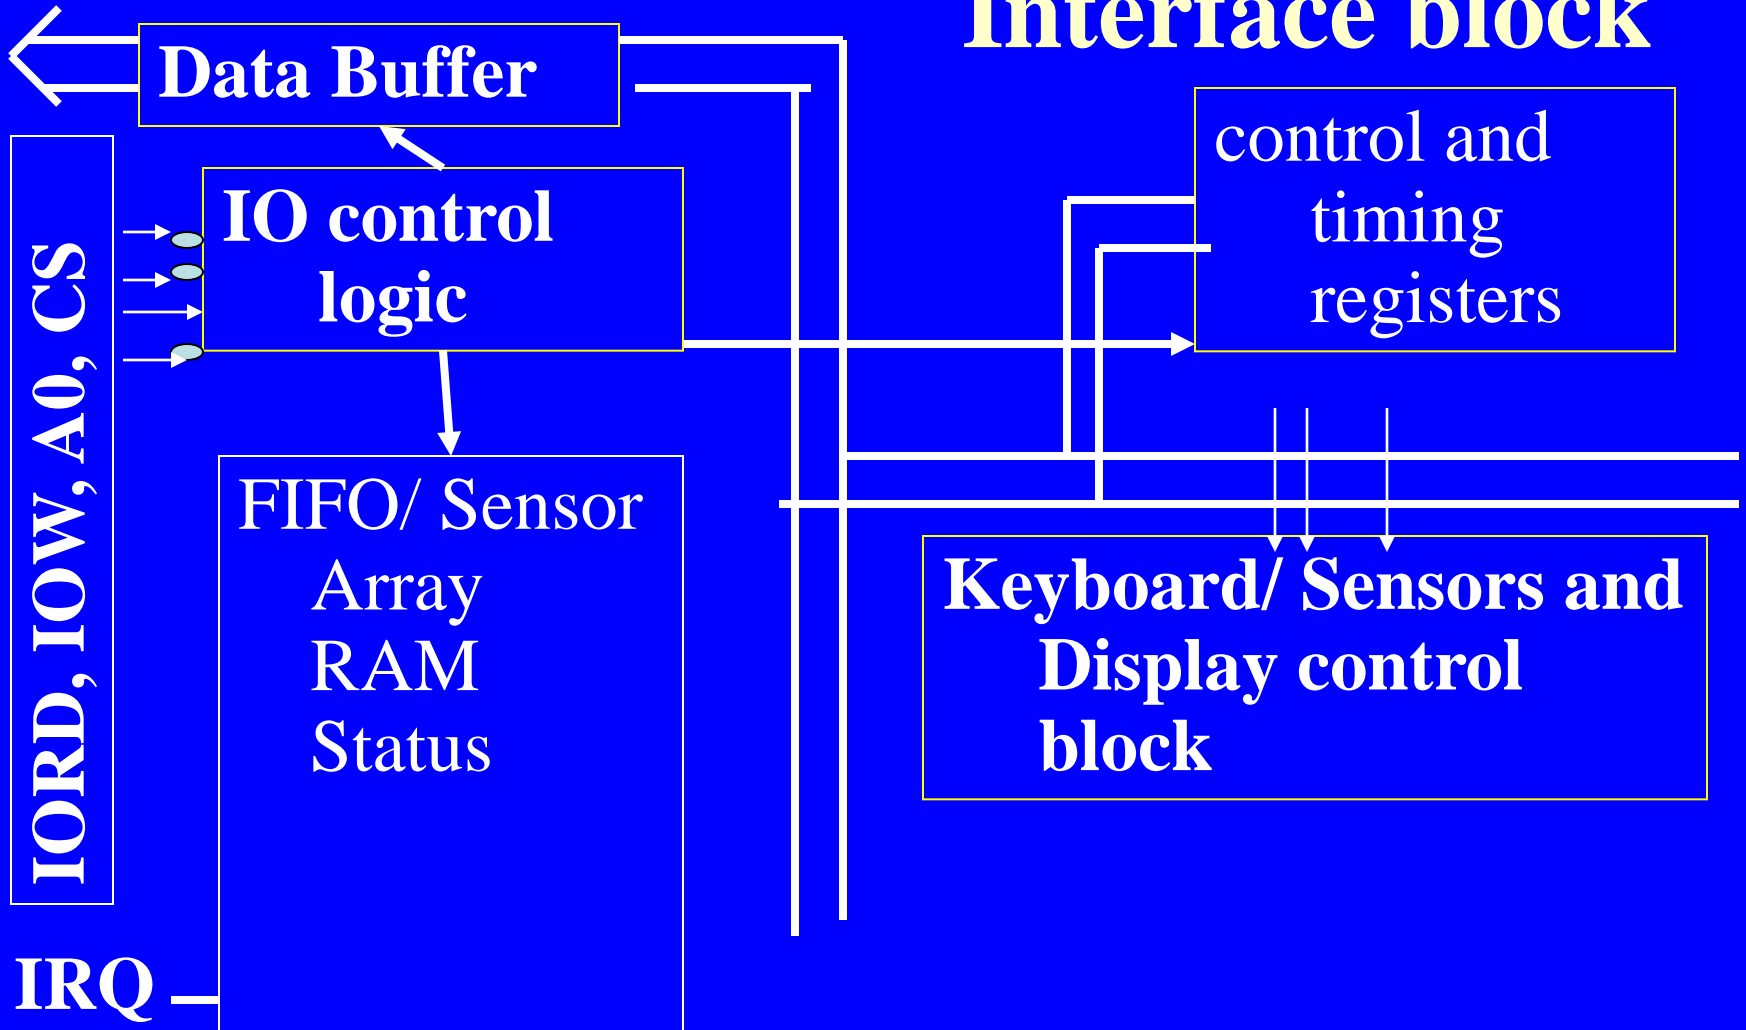 Interface block
Data Buffer
control and
timing
registers
IO control
logic
IORD, IOW, A0, CS
FIFO/ Sensor
Array
RAM
Status
Keyboard/ Sensors and
Display control
block
IRQ